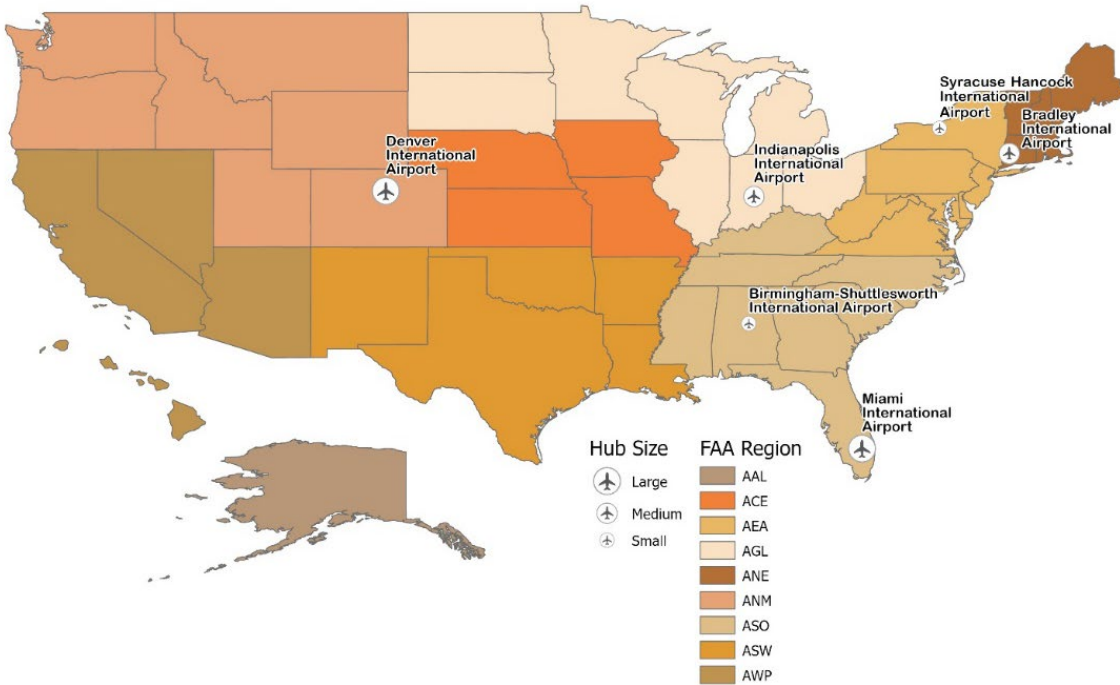 Syracuse Hancock
International
Airport
Bradley
International
Airport
Denver
International
Airport
Indianapolis
International
Airport
Birmingham-Shuttlesworth
International Airport
Miami
International
Airport
Hub Size
Large
Medium
Small
FAA Region
AAL
ACE
AEA
AGL
ANE
ANM
ASO
ASW
AWP